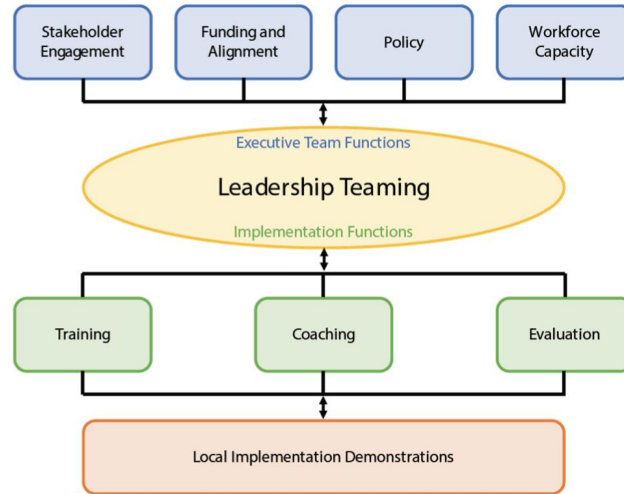 Stakeholder
Engagement
Funding and
Alignment
Policy
Workforce
Capacity
Executive Team Functions
Leadership Teaming
Implementation Functions
Training
Coaching
Evaluation
Local Implementation Demonstrations